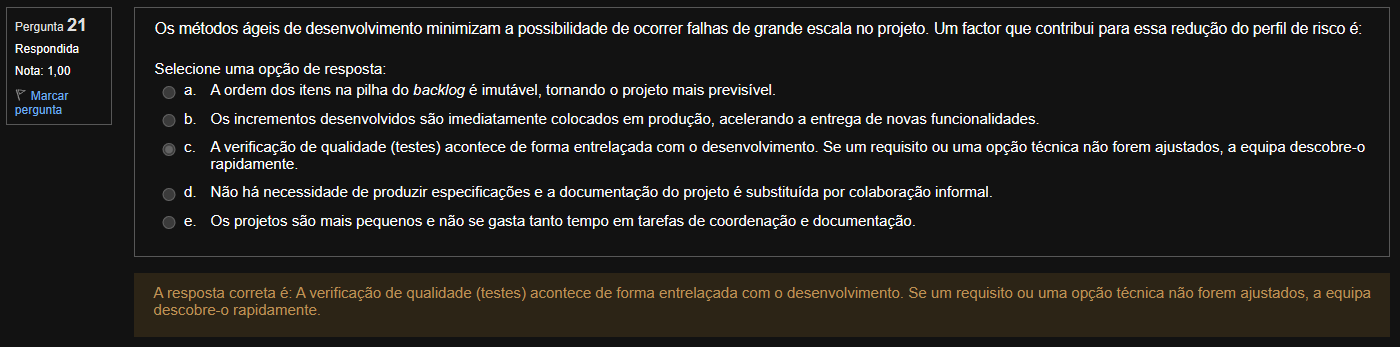 Pergunta 21
Respondida
Nota: 1,00
Marcar
pergunta
Os métodos ágeis de desenvolvimento minimizam a possibilidade de ocorrer falhas de grande escala no projeto. Um factor que contribui para essa redução do perfil de risco é:
Selecione uma opção de resposta:
a. A ordem dos itens na pilha do backlog é imutável, tornando o projeto mais previsível.
b. Os incrementos desenvolvidos são imediatamente colocados em produção, acelerando a entrega de novas funcionalidades.
c. A verificação de qualidade (testes) acontece de forma entrelaçada com o desenvolvimento. Se um requisito ou uma opção técnica não forem ajustados, a equipa descobre-o
rapidamente.
d. Não há necessidade de produzir especificações e a documentação do projeto é substituída por colaboração informal.
e. Os projetos são mais pequenos e não se gasta tanto tempo em tarefas de coordenação e documentação.
A resposta correta é: A verificação de qualidade (testes) acontece de forma entrelaçada com o desenvolvimento. Se um requisito ou uma opção técnica não forem ajustados, a equipa
descobre-o rapidamente.